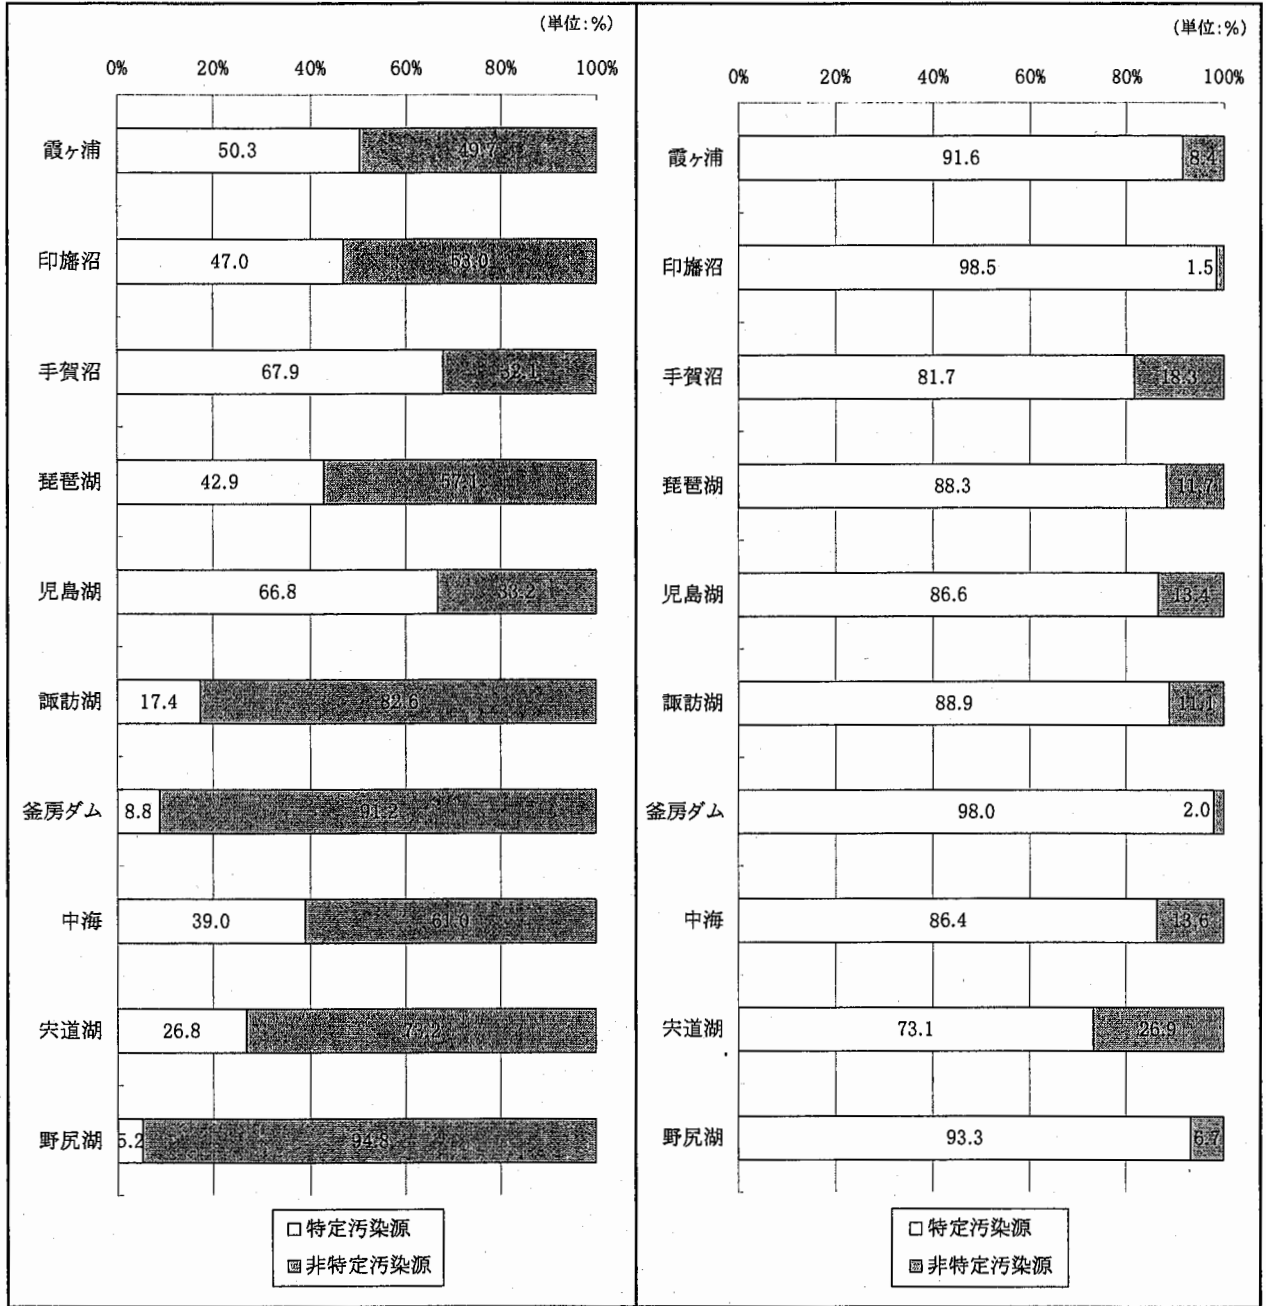 (単位:%)
0% 20% 40% 60% 80% 100%
霞ヶ浦 50.3 49.7
印旛沼 47.0 53.0
手賀沼 67.9 32.1
琵琶湖 42.9 57.1
児島湖 66.8 33.2
諏訪湖 17.4 82.6
釜房ダム 8.8 91.2
中海 39.0 61.0
宍道湖 26.8 73.2
野尻湖 5.2 94.8
特定汚染源
非特定汚染源
(単位:%)
0% 20% 40% 60% 80% 100%
霞ヶ浦 91.6 8.4
印旛沼 98.5 1.5
手賀沼 81.7 18.3
琵琶湖 88.3 11.7
児島湖 86.6 13.4
諏訪湖 88.9 11.1
釜房ダム 98.0 2.0
中海 86.4 13.6
宍道湖 73.1 26.9
野尻湖 93.3 6.7
特定汚染源
非特定汚染源